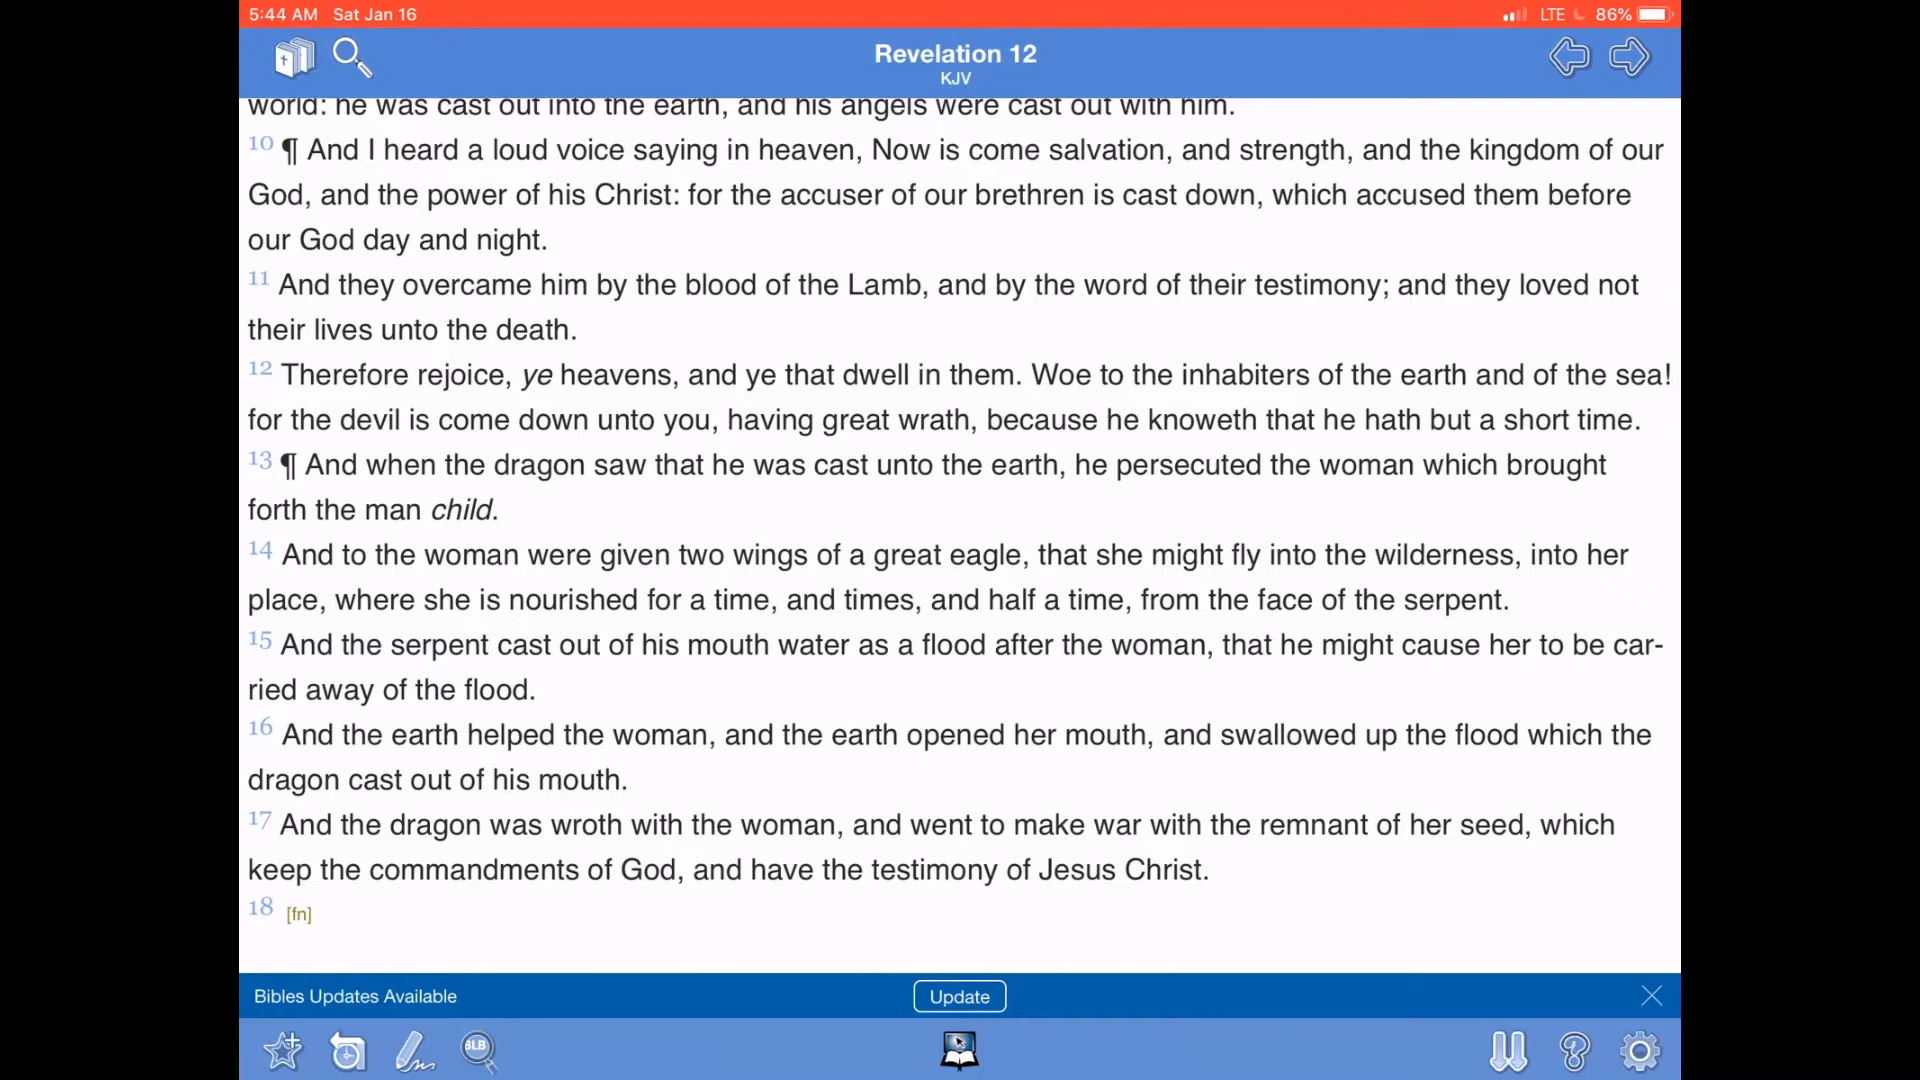 5:44 AM Sat Jan 16
LTE 86%
Revelation 12
KJV
world: he was cast out into the earth, and his angels were cast out with him.
10 ¶ And I heard a loud voice saying in heaven, Now is come salvation, and strength, and the kingdom of our
God, and the power of his Christ: for the accuser of our brethren is cast down, which accused them before
our God day and night.
11 And they overcame him by the blood of the Lamb, and by the word of their testimony; and they loved not
their lives unto the death.
12 Therefore rejoice, ye heavens, and ye that dwell in them. Woe to the inhabiters of the earth and of the sea!
for the devil is come down unto you, having great wrath, because he knoweth that he hath but a short time.
13 ¶ And when the dragon saw that he was cast unto the earth, he persecuted the woman which brought
forth the man child.
14 And to the woman were given two wings of a great eagle, that she might fly into the wilderness, into her
place, where she is nourished for a time, and times, and half a time, from the face of the serpent.
15 And the serpent cast out of his mouth water as a flood after the woman, that he might cause her to be car-
ried away of the flood.
16 And the earth helped the woman, and the earth opened her mouth, and swallowed up the flood which the
dragon cast out of his mouth.
17 And the dragon was wroth with the woman, and went to make war with the remnant of her seed, which
keep the commandments of God, and have the testimony of Jesus Christ.
18 [fn]
Bibles Updates Available
Update
BLB